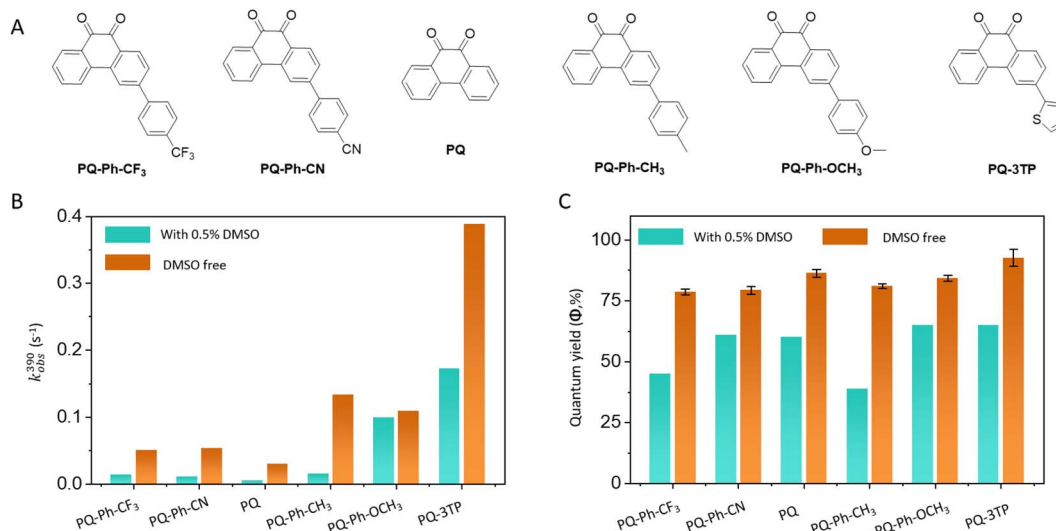 A
O O
O O
O O
O O
O O
O O
CF₃
CN
O
S
PQ-Ph-CF₃
PQ-Ph-CN
PQ
PQ-Ph-CH₃
PQ-Ph-OCH₃
PQ-3TP
B
With 0.5% DMSO
DMSO free
k_obs^390 (s⁻¹)
0.4
0.3
0.2
0.1
0.0
PQ-Ph-CF₃
PQ-Ph-CN
PQ
PQ-Ph-CH₃
PQ-Ph-OCH₃
PQ-3TP
C
With 0.5% DMSO
DMSO free
Quantum yield (Φ,%)
100
75
50
25
0
PQ-Ph-CF₃
PQ-Ph-CN
PQ
PQ-Ph-CH₃
PQ-Ph-OCH₃
PQ-3TP